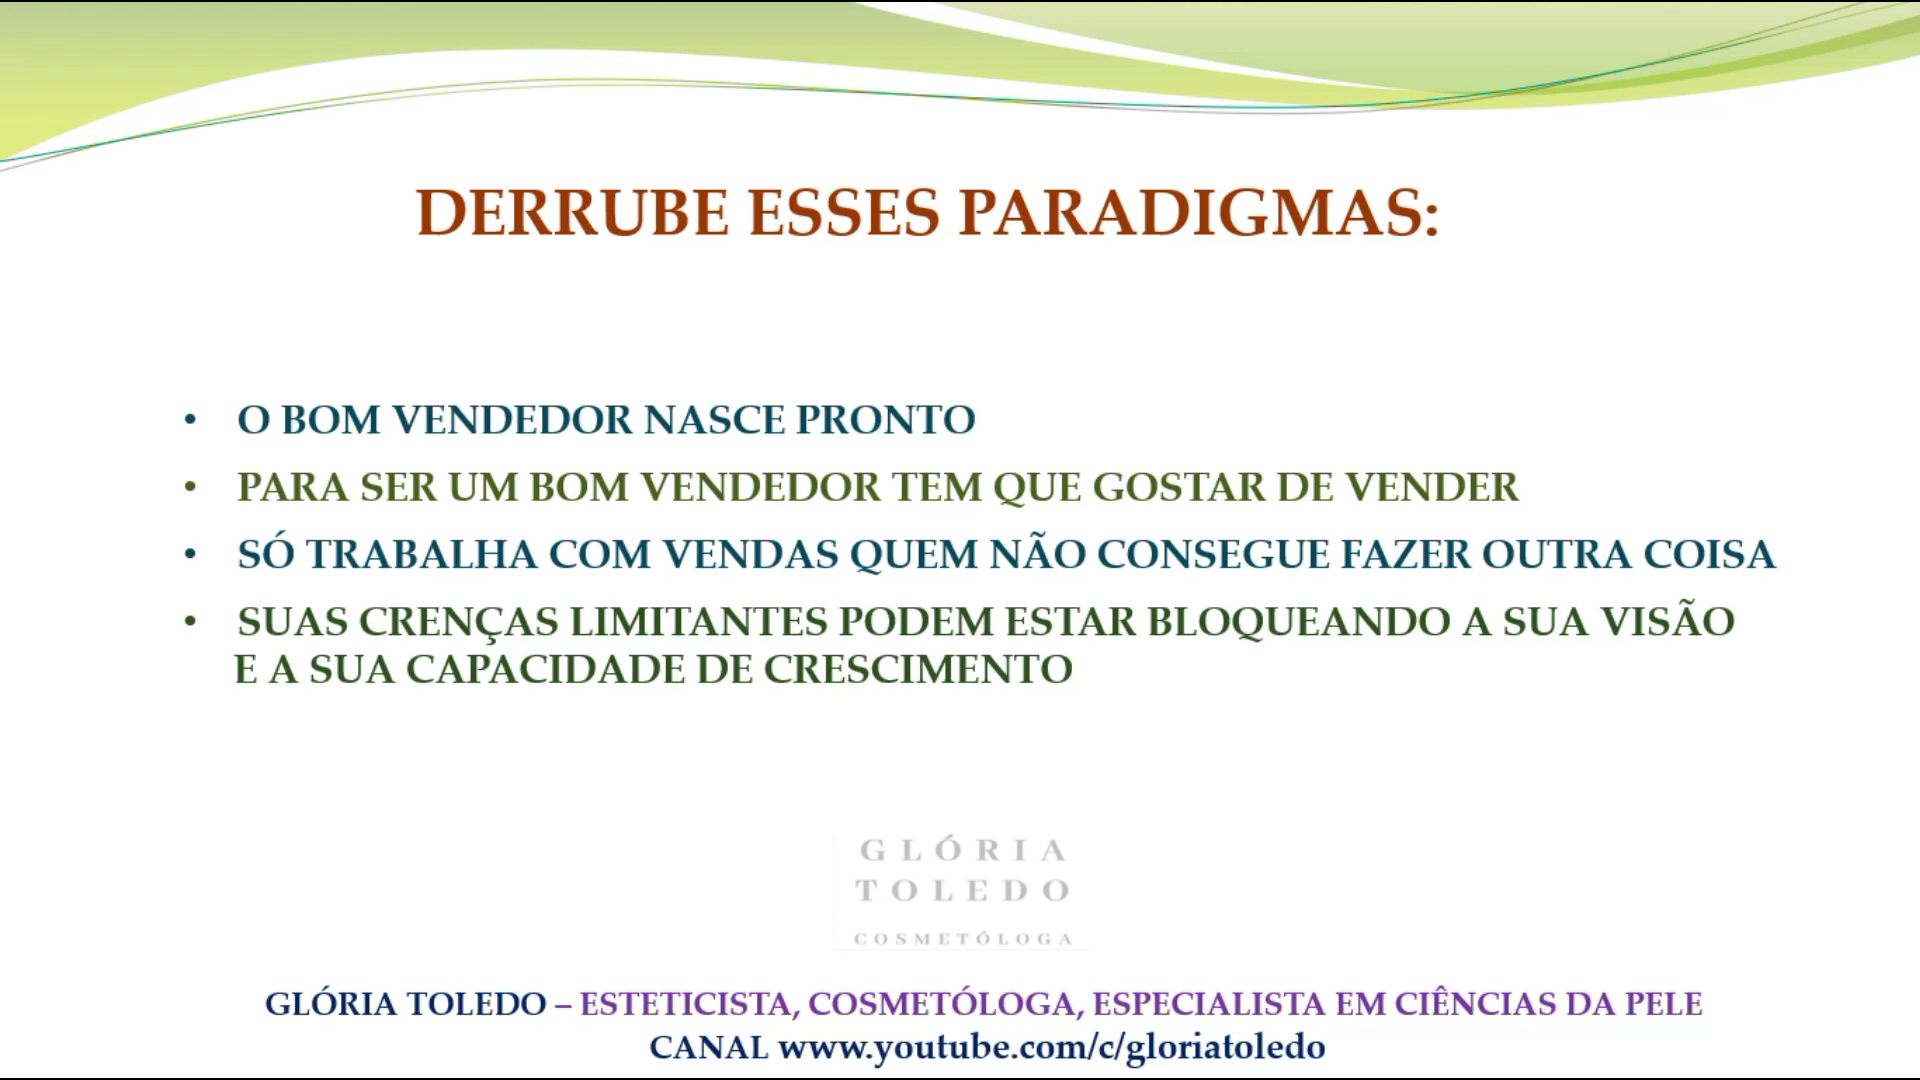 DERRUBE ESSES PARADIGMAS:
• O BOM VENDEDOR NASCE PRONTO
• PARA SER UM BOM VENDEDOR TEM QUE GOSTAR DE VENDER
• SÓ TRABALHA COM VENDAS QUEM NÃO CONSEGUE FAZER OUTRA COISA
• SUAS CRENÇAS LIMITANTES PODEM ESTAR BLOQUEANDO A SUA VISÃO
E A SUA CAPACIDADE DE CRESCIMENTO
GLÓRIA
TOLEDO
COSMETÓLOGA
GLÓRIA TOLEDO – ESTETICISTA, COSMETÓLOGA, ESPECIALISTA EM CIÊNCIAS DA PELE
CANAL www.youtube.com/c/gloriatoledo